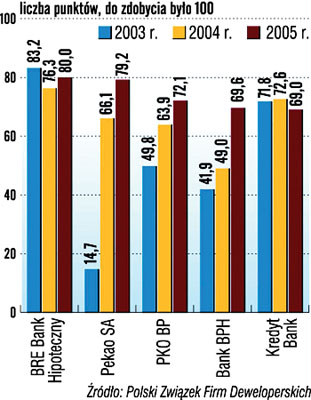 liczba punktów, do zdobycia było 100
2003 r. 2004 r. 2005 r.
100
80
60
40
20
0
83,2 76,3 80,0
14,7 66,1 79,2
49,8 63,9 72,1
41,9 49,0 69,6
71,8 72,6 69,0
BRE Bank
Hipoteczny
Pekao SA
PKO BP
Bank BPH
Kredyt
Bank
Źródło: Polski Związek Firm Deweloperskich